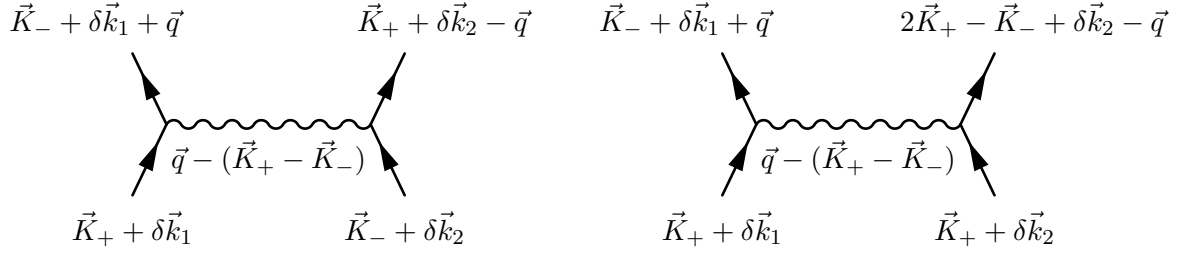 $\vec{K}_- + \delta\vec{k}_1 + \vec{q}$ $\vec{K}_+ + \delta\vec{k}_2 - \vec{q}$ $\vec{K}_- + \delta\vec{k}_1 + \vec{q}$ $2\vec{K}_+ - \vec{K}_- + \delta\vec{k}_2 - \vec{q}$
$\vec{q} - (\vec{K}_+ - \vec{K}_-)$ $\vec{q} - (\vec{K}_+ - \vec{K}_-)$
$\vec{K}_+ + \delta\vec{k}_1$ $\vec{K}_- + \delta\vec{k}_2$ $\vec{K}_+ + \delta\vec{k}_1$ $\vec{K}_+ + \delta\vec{k}_2$